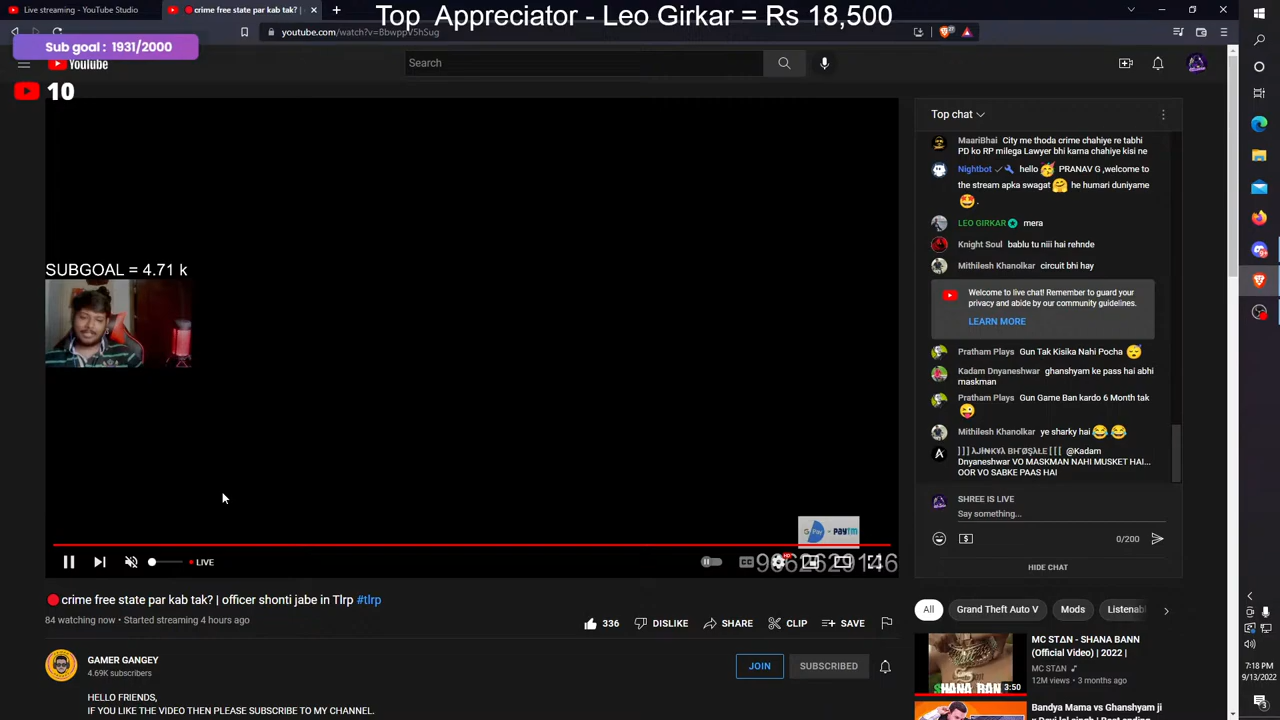 Live streaming - YouTube Studio
crime free state par kab tak? |
Top Appreciator - Leo Girkar = Rs 18,500
Sub goal : 1931/2000
YouTube
Search
10
SUBGOAL = 4.71 k
G Pay - PAYTM
LIVE
CC
HD
crime free state par kab tak? | officer shonti jabe in Tlrp #tlrp
84 watching now • Started streaming 4 hours ago
336
DISLIKE
SHARE
CLIP
SAVE
GAMER GANGEY
4.69K subscribers
JOIN
SUBSCRIBED
HELLO FRIENDS,
IF YOU LIKE THE VIDEO THEN PLEASE SUBSCRIBE TO MY CHANNEL.
Top chat
MaariBhai City me thoda crime chahiye re tabhi
PD ko RP milega Lawyer bhi karna chahiye kisi ne
Nightbot hello 🥳 PRANAV G ,welcome to
the stream apka swagat 🤗 he humari duniyame
🤩 .
LEO GIRKAR mera
Knight Soul bablu tu niii hai rehnde
Mithilesh Khanolkar circuit bhi hay
Welcome to live chat! Remember to guard your
privacy and abide by our community guidelines.
LEARN MORE
Pratham Plays Gun Tak Kisika Nahi Pocha 😴
Kadam Dnyaneshwar ghanshyam ke pass hai abhi
maskman
Pratham Plays Gun Game Ban kardo 6 Month tak
😜
Mithilesh Khanolkar ye sharky hai 😂 😂
@Kadam
Dnyaneshwar VO MASKMAN NAHI MUSKET HAI...
OOR VO SABKE PAAS HAI
SHREE IS LIVE
Say something...
0/200
HIDE CHAT
All
Grand Theft Auto V
Mods
Listenab
MC STΔN - SHANA BANN
(Official Video) | 2022 |
MC STΔN
12M views • 3 months ago
3:50
Bandya Mama vs Ghanshyam ji
7:18 PM
9/13/2022